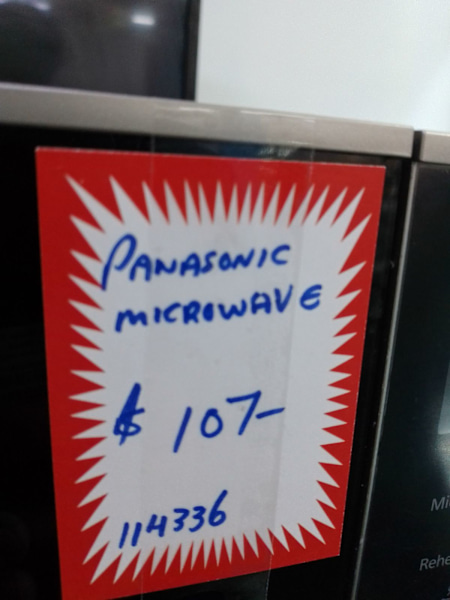 PANASONIC
MICROWAVE
$ 107-
114336